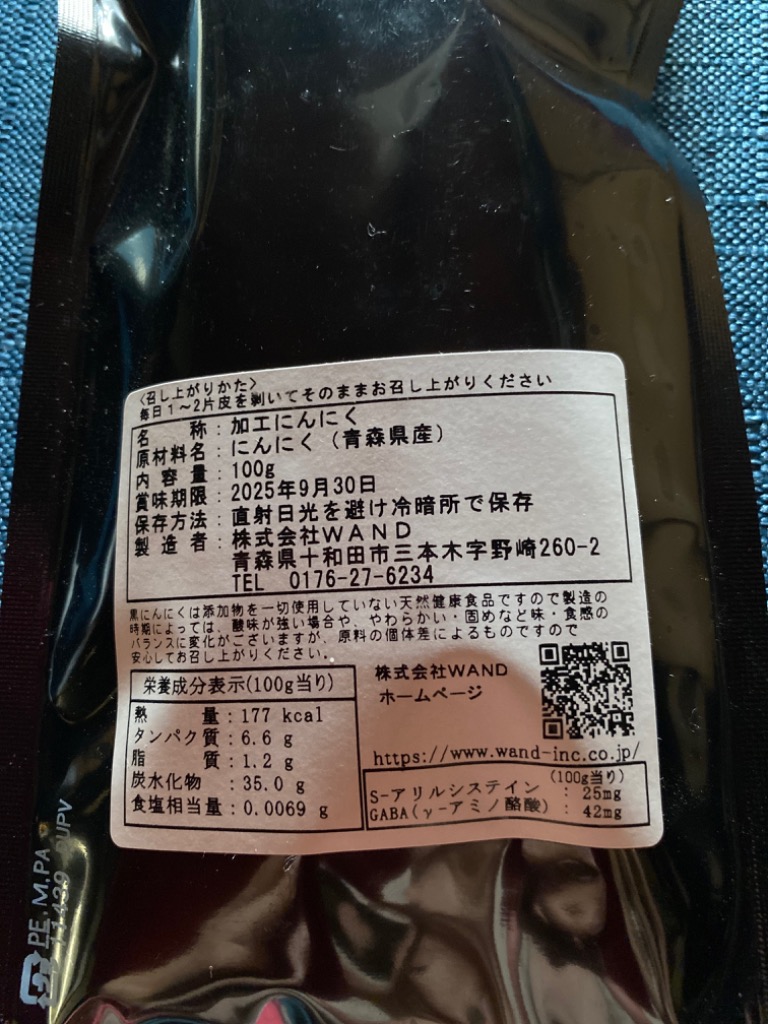 〈召し上がりかた〉
毎日1～2片皮を剥いてそのままお召し上がりください
名称：加工にんにく
原材料名：にんにく（青森県産）
内容量：100g
賞味期限：2025年9月30日
保存方法：直射日光を避け冷暗所で保存
製造者：株式会社WAND
青森県十和田市三本木字野崎260-2
TEL 0176-27-6234
黒にんにくは添加物を一切使用していない天然健康食品ですので製造の
時期によっては、酸味が強い場合や、やわらかい・固めなど味・食感の
バランスに変化がございますが、原料の個体差によるものですので
安心してお召し上がりください。
栄養成分表示(100g当り)
熱量：177 kcal
タンパク質：6.6 g
脂質：1.2 g
炭水化物：35.0 g
食塩相当量：0.0069 g
株式会社WAND
ホームページ
https://www.wand-inc.co.jp/
(100g当り)
S-アリルシステイン：25mg
GABA(γ-アミノ酪酸)：42mg
PE,M,PA